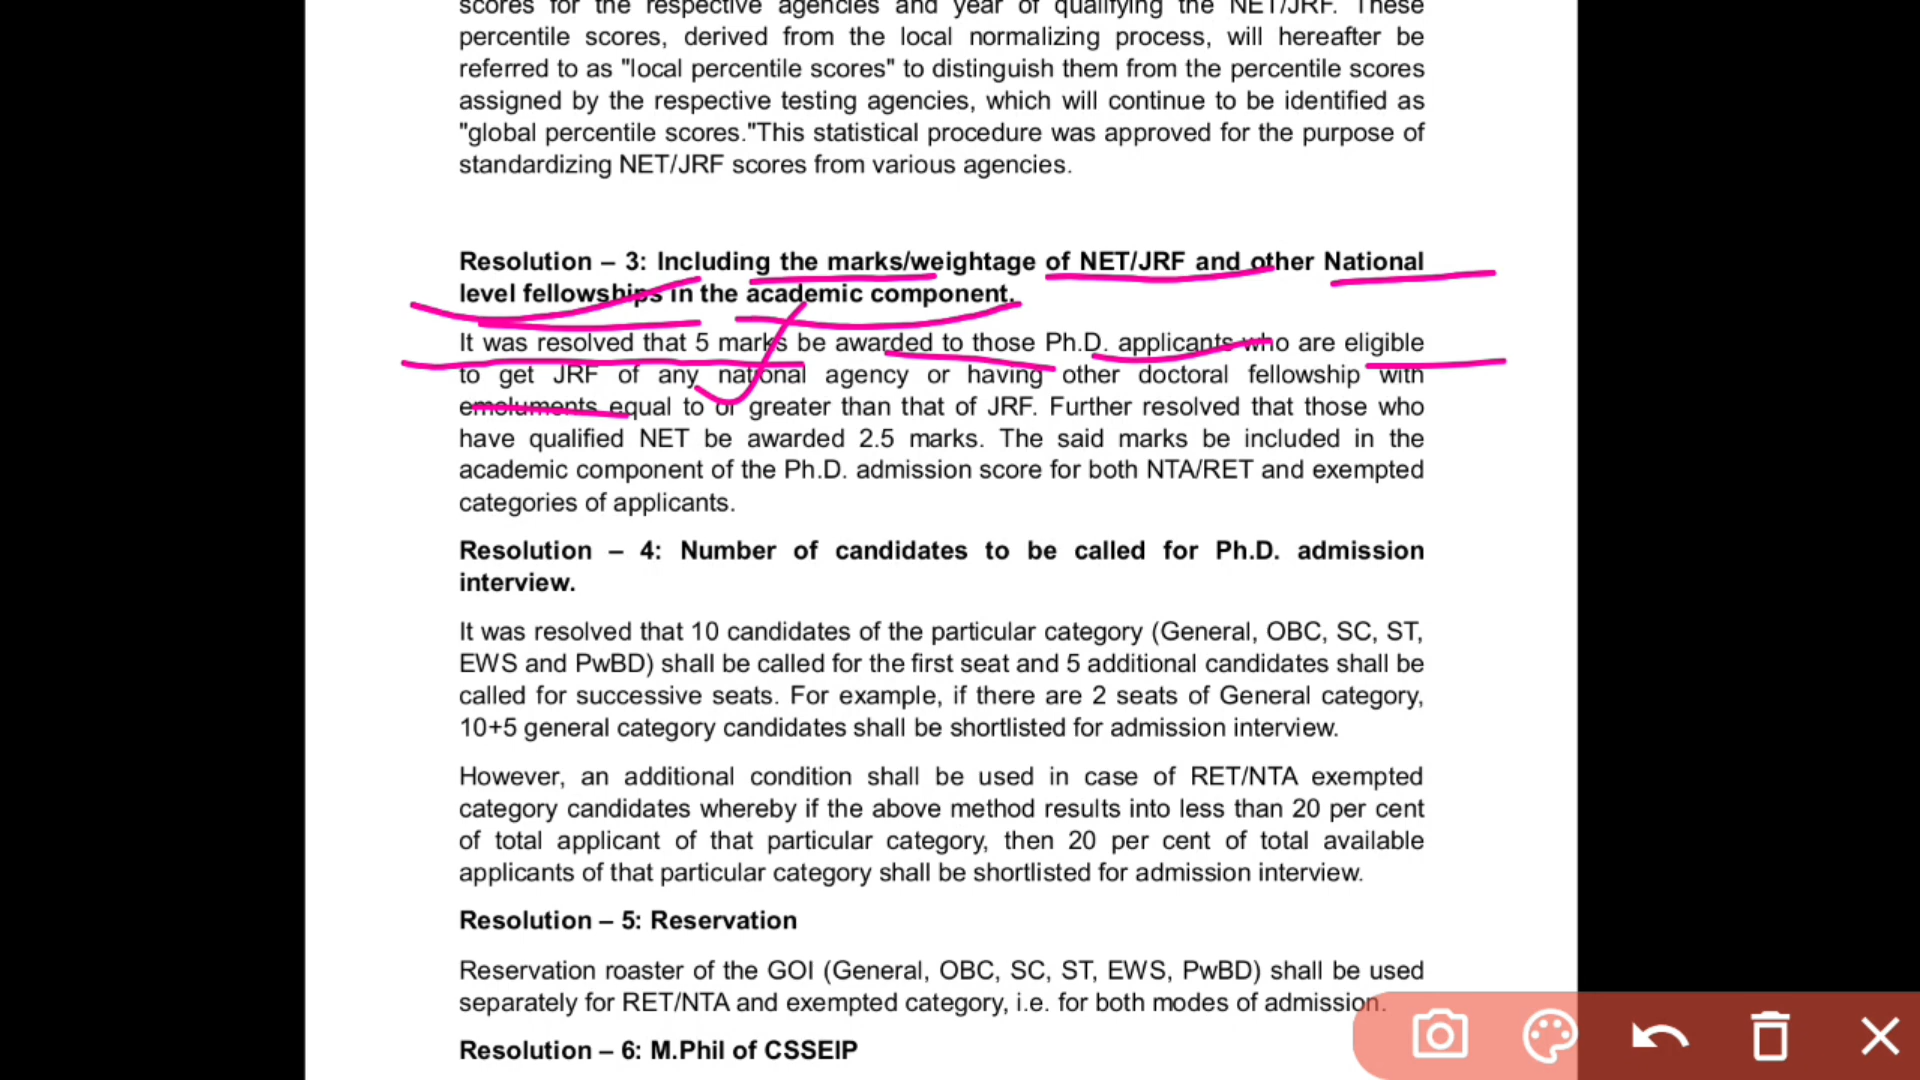 scores for the respective agencies and year of qualifying the NET/JRF. These
percentile scores, derived from the local normalizing process, will hereafter be
referred to as "local percentile scores" to distinguish them from the percentile scores
assigned by the respective testing agencies, which will continue to be identified as
"global percentile scores."This statistical procedure was approved for the purpose of
standardizing NET/JRF scores from various agencies.
Resolution – 3: Including the marks/weightage of NET/JRF and other National
level fellowships in the academic component.
It was resolved that 5 marks be awarded to those Ph.D. applicants who are eligible
to get JRF of any national agency or having other doctoral fellowship with
emoluments equal to or greater than that of JRF. Further resolved that those who
have qualified NET be awarded 2.5 marks. The said marks be included in the
academic component of the Ph.D. admission score for both NTA/RET and exempted
categories of applicants.
Resolution – 4: Number of candidates to be called for Ph.D. admission
interview.
It was resolved that 10 candidates of the particular category (General, OBC, SC, ST,
EWS and PwBD) shall be called for the first seat and 5 additional candidates shall be
called for successive seats. For example, if there are 2 seats of General category,
10+5 general category candidates shall be shortlisted for admission interview.
However, an additional condition shall be used in case of RET/NTA exempted
category candidates whereby if the above method results into less than 20 per cent
of total applicant of that particular category, then 20 per cent of total available
applicants of that particular category shall be shortlisted for admission interview.
Resolution – 5: Reservation
Reservation roaster of the GOI (General, OBC, SC, ST, EWS, PwBD) shall be used
separately for RET/NTA and exempted category, i.e. for both modes of admission.
Resolution – 6: M.Phil of CSSEIP